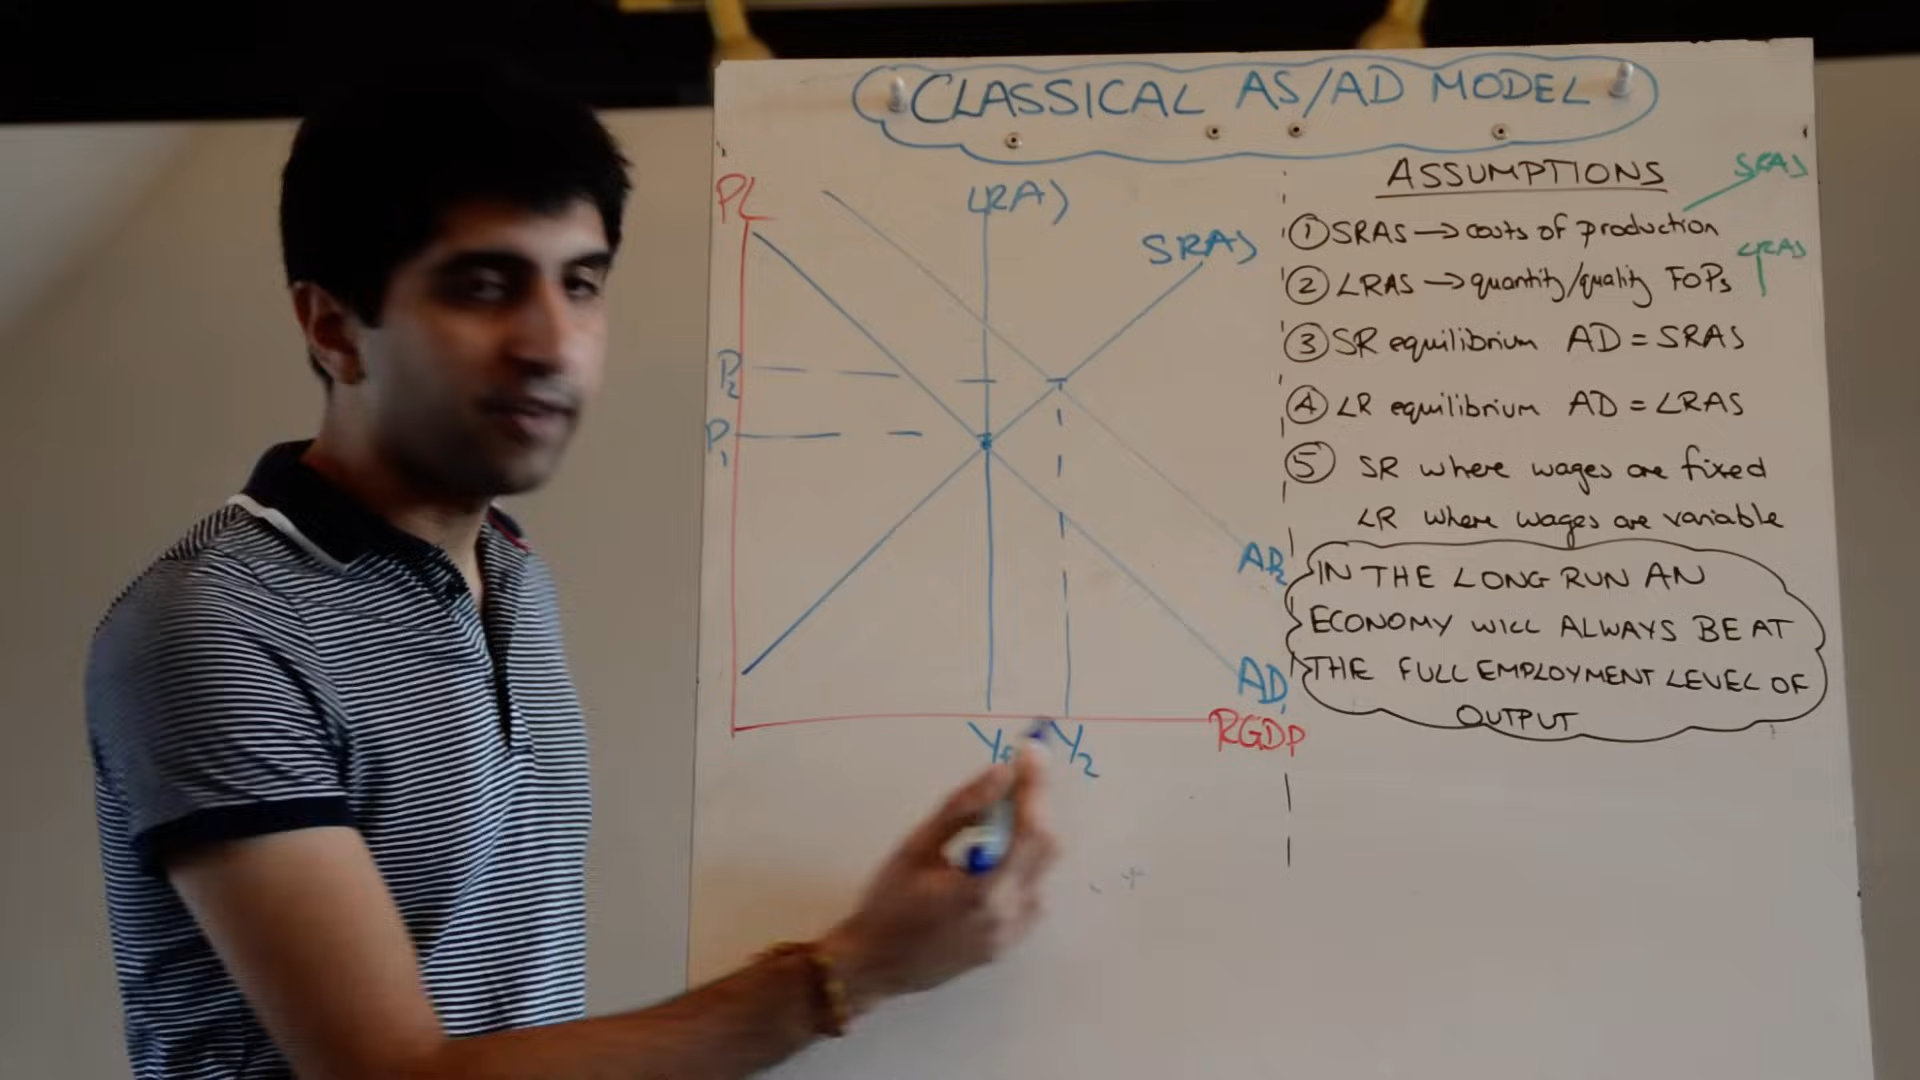 CLASSICAL AS/AD MODEL
PL
LRAS
SRAS
P2
P1
AD2
AD1
RGDP
Yf
Y2
ASSUMPTIONS
SRAS
① SRAS → costs of production
LRAS
② LRAS → quantity/quality FOPs
③ SR equilibrium AD = SRAS
④ LR equilibrium AD = LRAS
⑤ SR where wages are fixed
LR where wages are variable
IN THE LONG RUN AN
ECONOMY WILL ALWAYS BE AT
THE FULL EMPLOYMENT LEVEL OF
OUTPUT